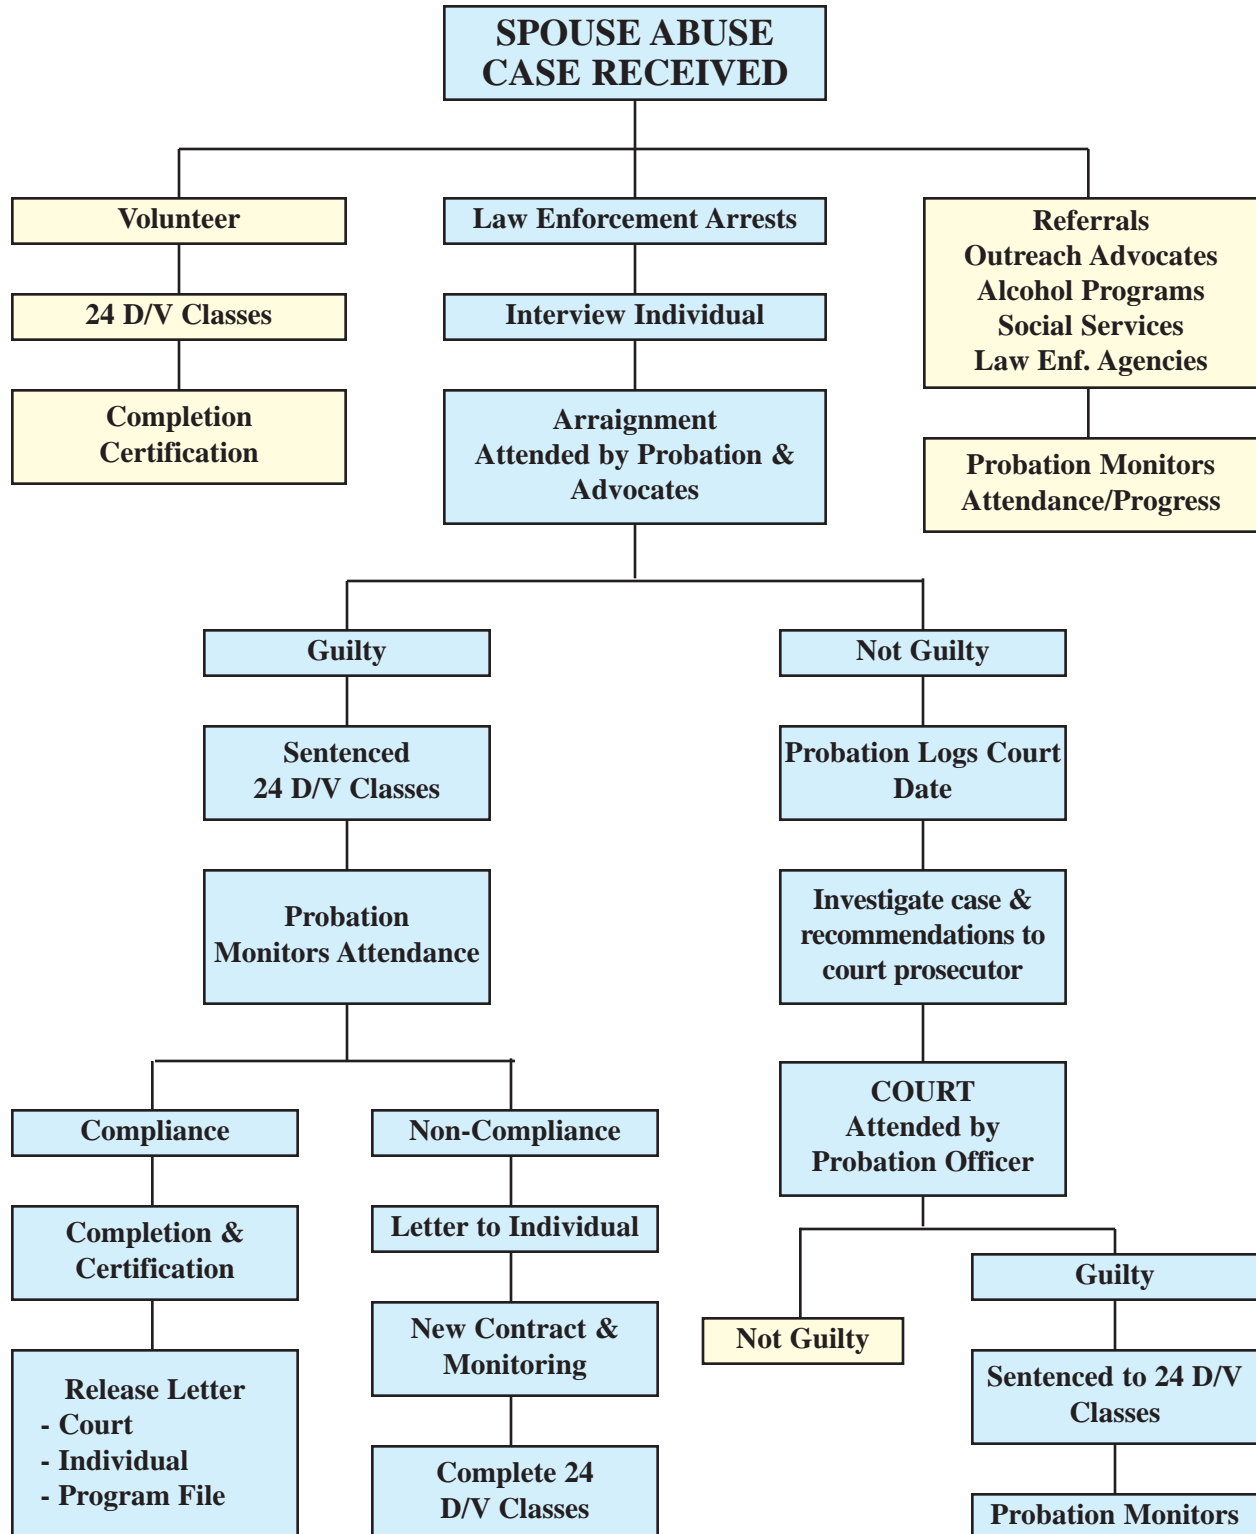 SPOUSE ABUSE
CASE RECEIVED
Volunteer
24 D/V Classes
Completion
Certification
Law Enforcement Arrests
Interview Individual
Arraignment
Attended by Probation &
Advocates
Referrals
Outreach Advocates
Alcohol Programs
Social Services
Law Enf. Agencies
Probation Monitors
Attendance/Progress
Guilty
Sentenced
24 D/V Classes
Probation
Monitors Attendance
Compliance
Completion &
Certification
Release Letter
- Court
- Individual
- Program File
Non-Compliance
Letter to Individual
New Contract &
Monitoring
Complete 24
D/V Classes
Not Guilty
Probation Logs Court
Date
Investigate case &
recommendations to
court prosecutor
COURT
Attended by
Probation Officer
Not Guilty
Guilty
Sentenced to 24 D/V
Classes
Probation Monitors